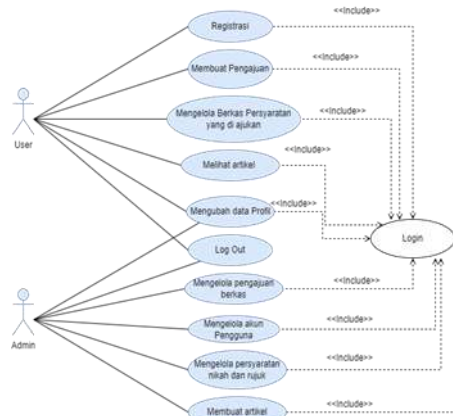 Registrasi
<<Include>>
Membuat Pengajuan
<<Include>>
User
Mengelola Berkas Persyaratan
yang di ajukan
<<Include>>
Melihat artikel
<<Include>>
Mengubah data Profil
<<Include>>
Log Out
Login
Admin
Mengelola pengajuan
berkas
<<Include>>
Mengelola akun
Pengguna
<<Include>>
Mengelola persyaratan
nikah dan rujuk
<<Include>>
Membuat artikel
<<Include>>